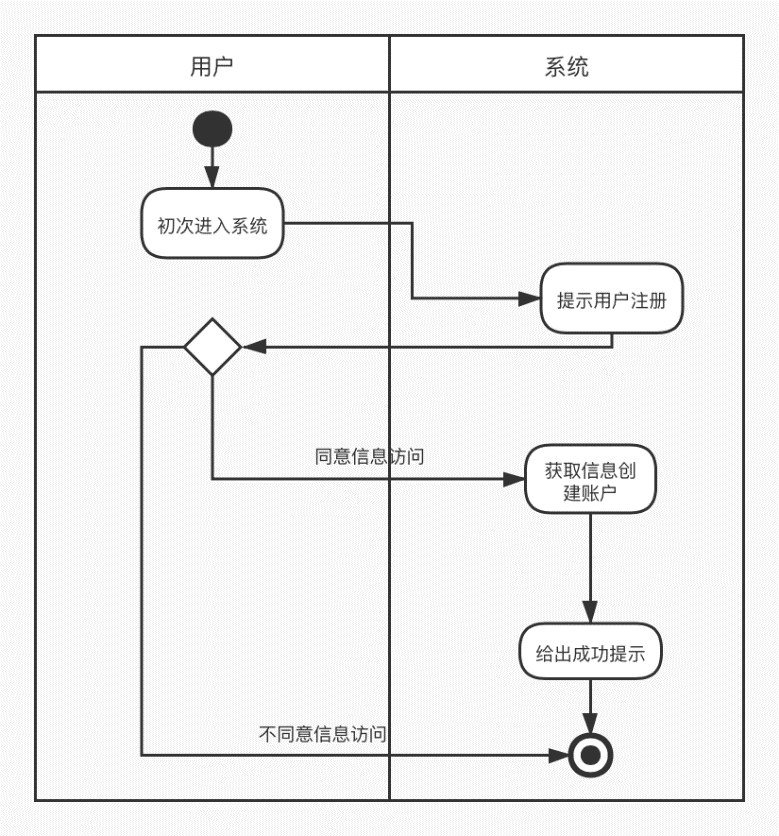 用户
系统
初次进入系统
提示用户注册
同意信息访问
获取信息创
建账户
给出成功提示
不同意信息访问